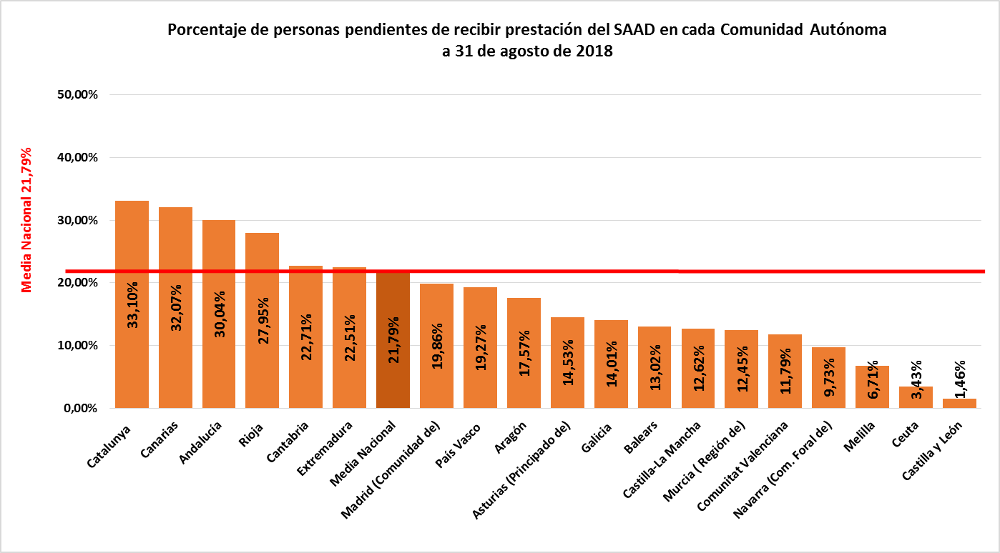 Porcentaje de personas pendientes de recibir prestación del SAAD en cada Comunidad Autónoma
a 31 de agosto de 2018
Media Nacional 21,79%
50,00%
40,00%
30,00%
20,00%
10,00%
0,00%
33,10%
32,07%
30,04%
27,95%
22,71%
22,51%
21,79%
19,86%
19,27%
17,57%
14,53%
14,01%
13,02%
12,62%
12,45%
11,79%
9,73%
6,71%
3,43%
1,46%
Catalunya
Canarias
Andalucía
Rioja
Cantabria
Extremadura
Media Nacional
Madrid (Comunidad de)
País Vasco
Aragón
Asturias (Principado de)
Galicia
Balears
Castilla-La Mancha
Murcia ( Región de)
Comunitat Valenciana
Navarra (Com. Foral de)
Melilla
Ceuta
Castilla y León